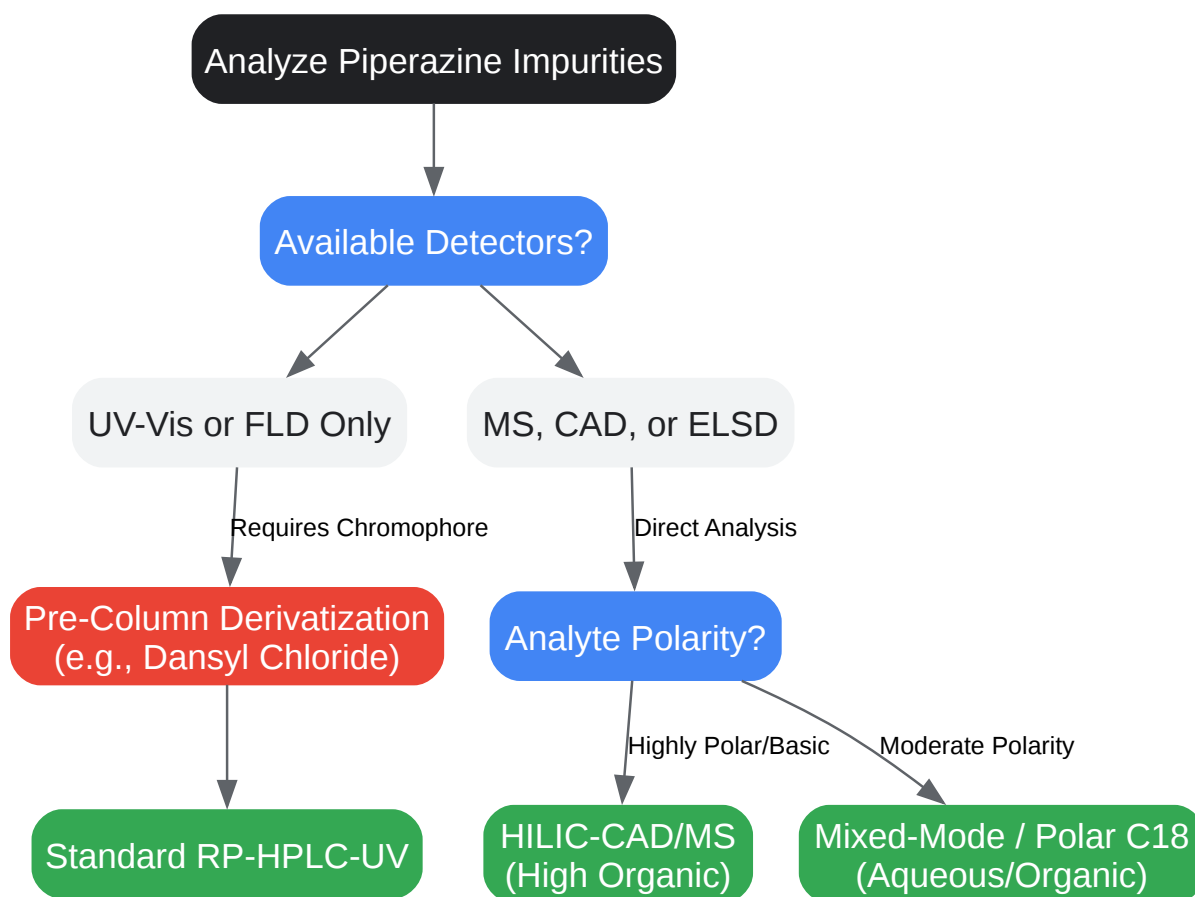 Analyze Piperazine Impurities
Available Detectors?
UV-Vis or FLD Only
MS, CAD, or ELSD
Requires Chromophore
Direct Analysis
Pre-Column Derivatization
(e.g., Dansyl Chloride)
Analyte Polarity?
Highly Polar/Basic
Moderate Polarity
Standard RP-HPLC-UV
HILIC-CAD/MS
(High Organic)
Mixed-Mode / Polar C18
(Aqueous/Organic)